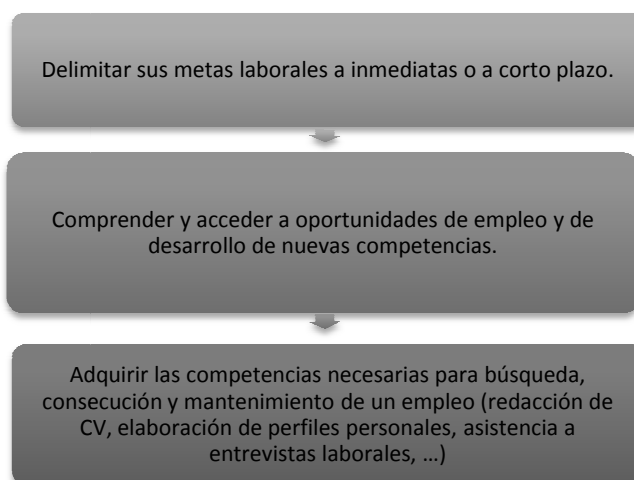 Delimitar sus metas laborales a inmediatas o a corto plazo.
Comprender y acceder a oportunidades de empleo y de
desarrollo de nuevas competencias.
Adquirir las competencias necesarias para búsqueda,
consecución y mantenimiento de un empleo (redacción de
CV, elaboración de perfiles personales, asistencia a
entrevistas laborales, ...)